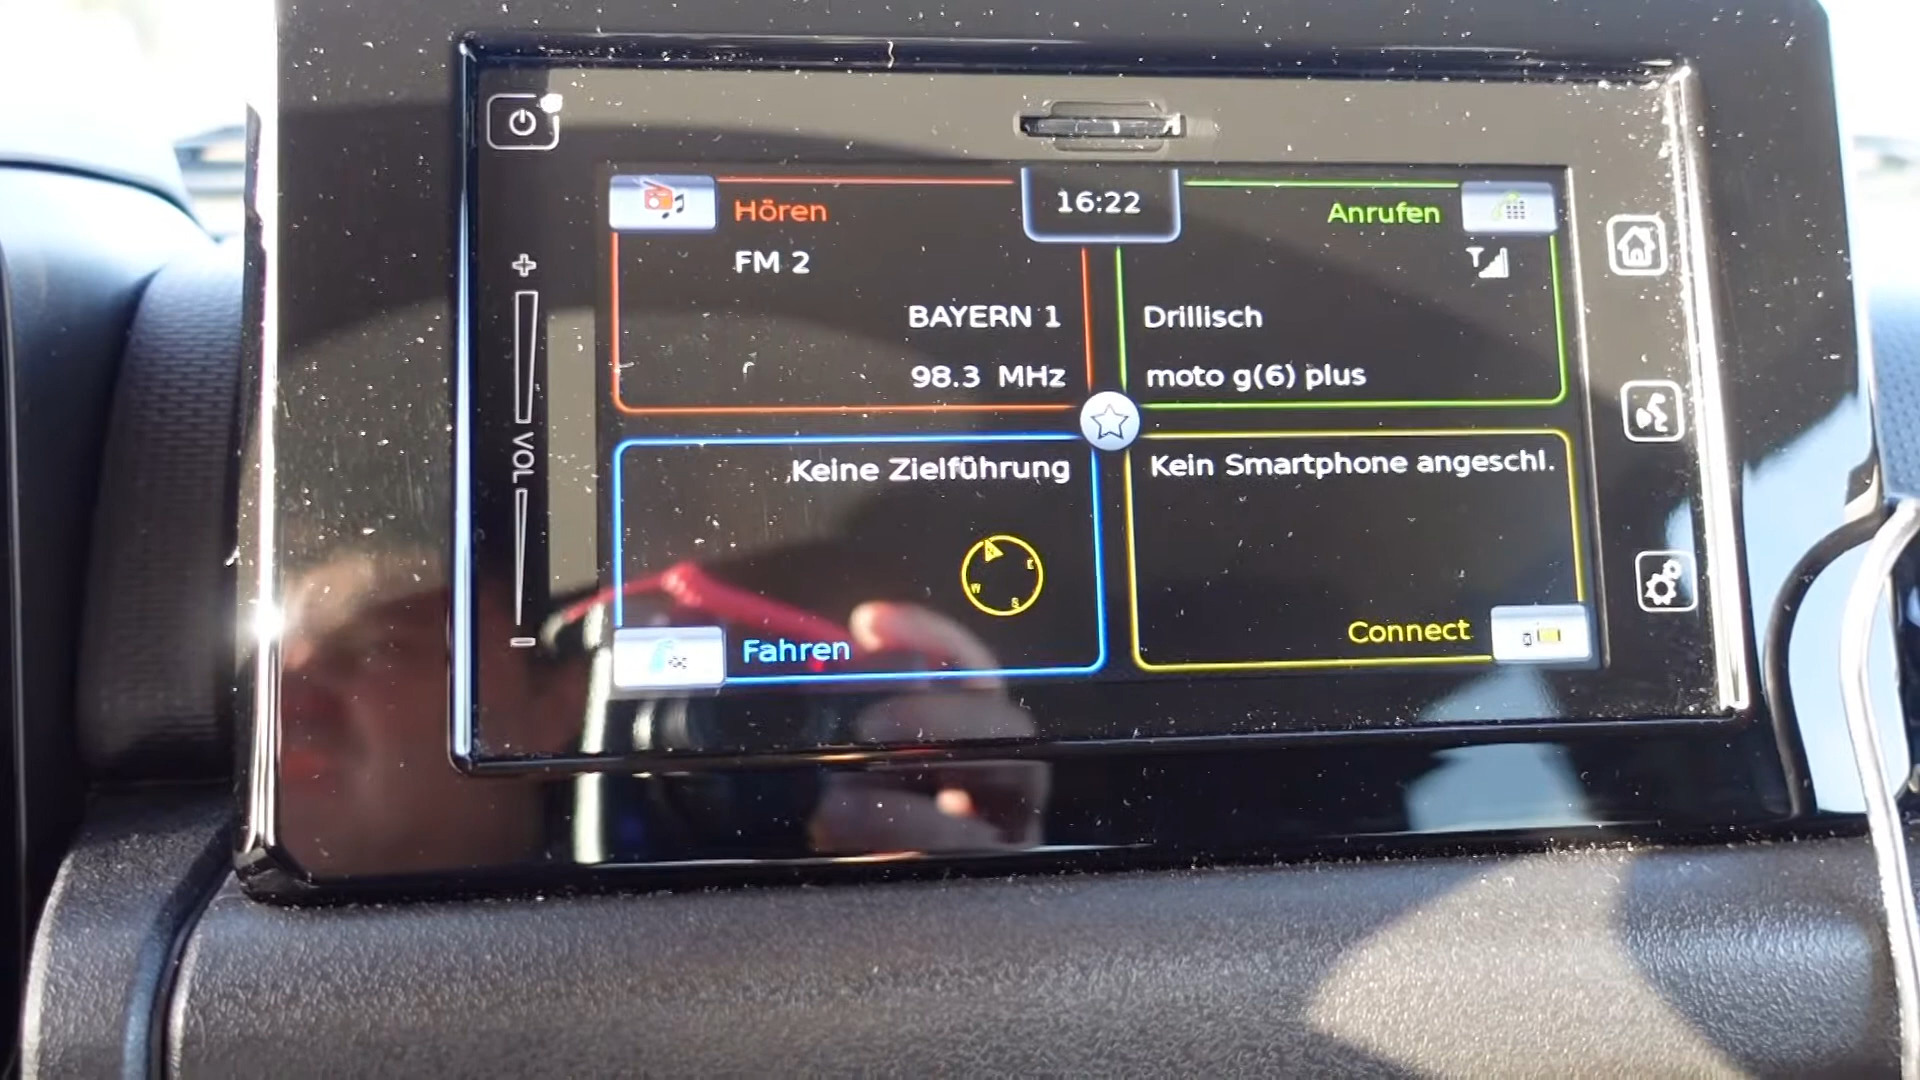 16:22
Hören
FM 2
BAYERN 1
98.3 MHz
Anrufen
Drillisch
moto g(6) plus
Keine Zielführung
E
W
S
Fahren
Kein Smartphone angeschl.
Connect
VOL